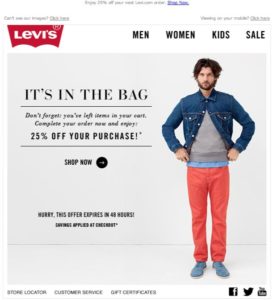 Enjoy 25% off your next Levi.com order. Shop Now.
Can't see our images? Click here
Viewing on your mobile? Click here
Levi's
MEN WOMEN KIDS SALE
IT'S IN THE BAG
Don't forget: you've left items in your cart.
Complete your order now and enjoy:
25% OFF YOUR PURCHASE!*
SHOP NOW
HURRY, THIS OFFER EXPIRES IN 48 HOURS!
SAVINGS APPLIED AT CHECKOUT*
STORE LOCATOR CUSTOMER SERVICE GIFT CERTIFICATES